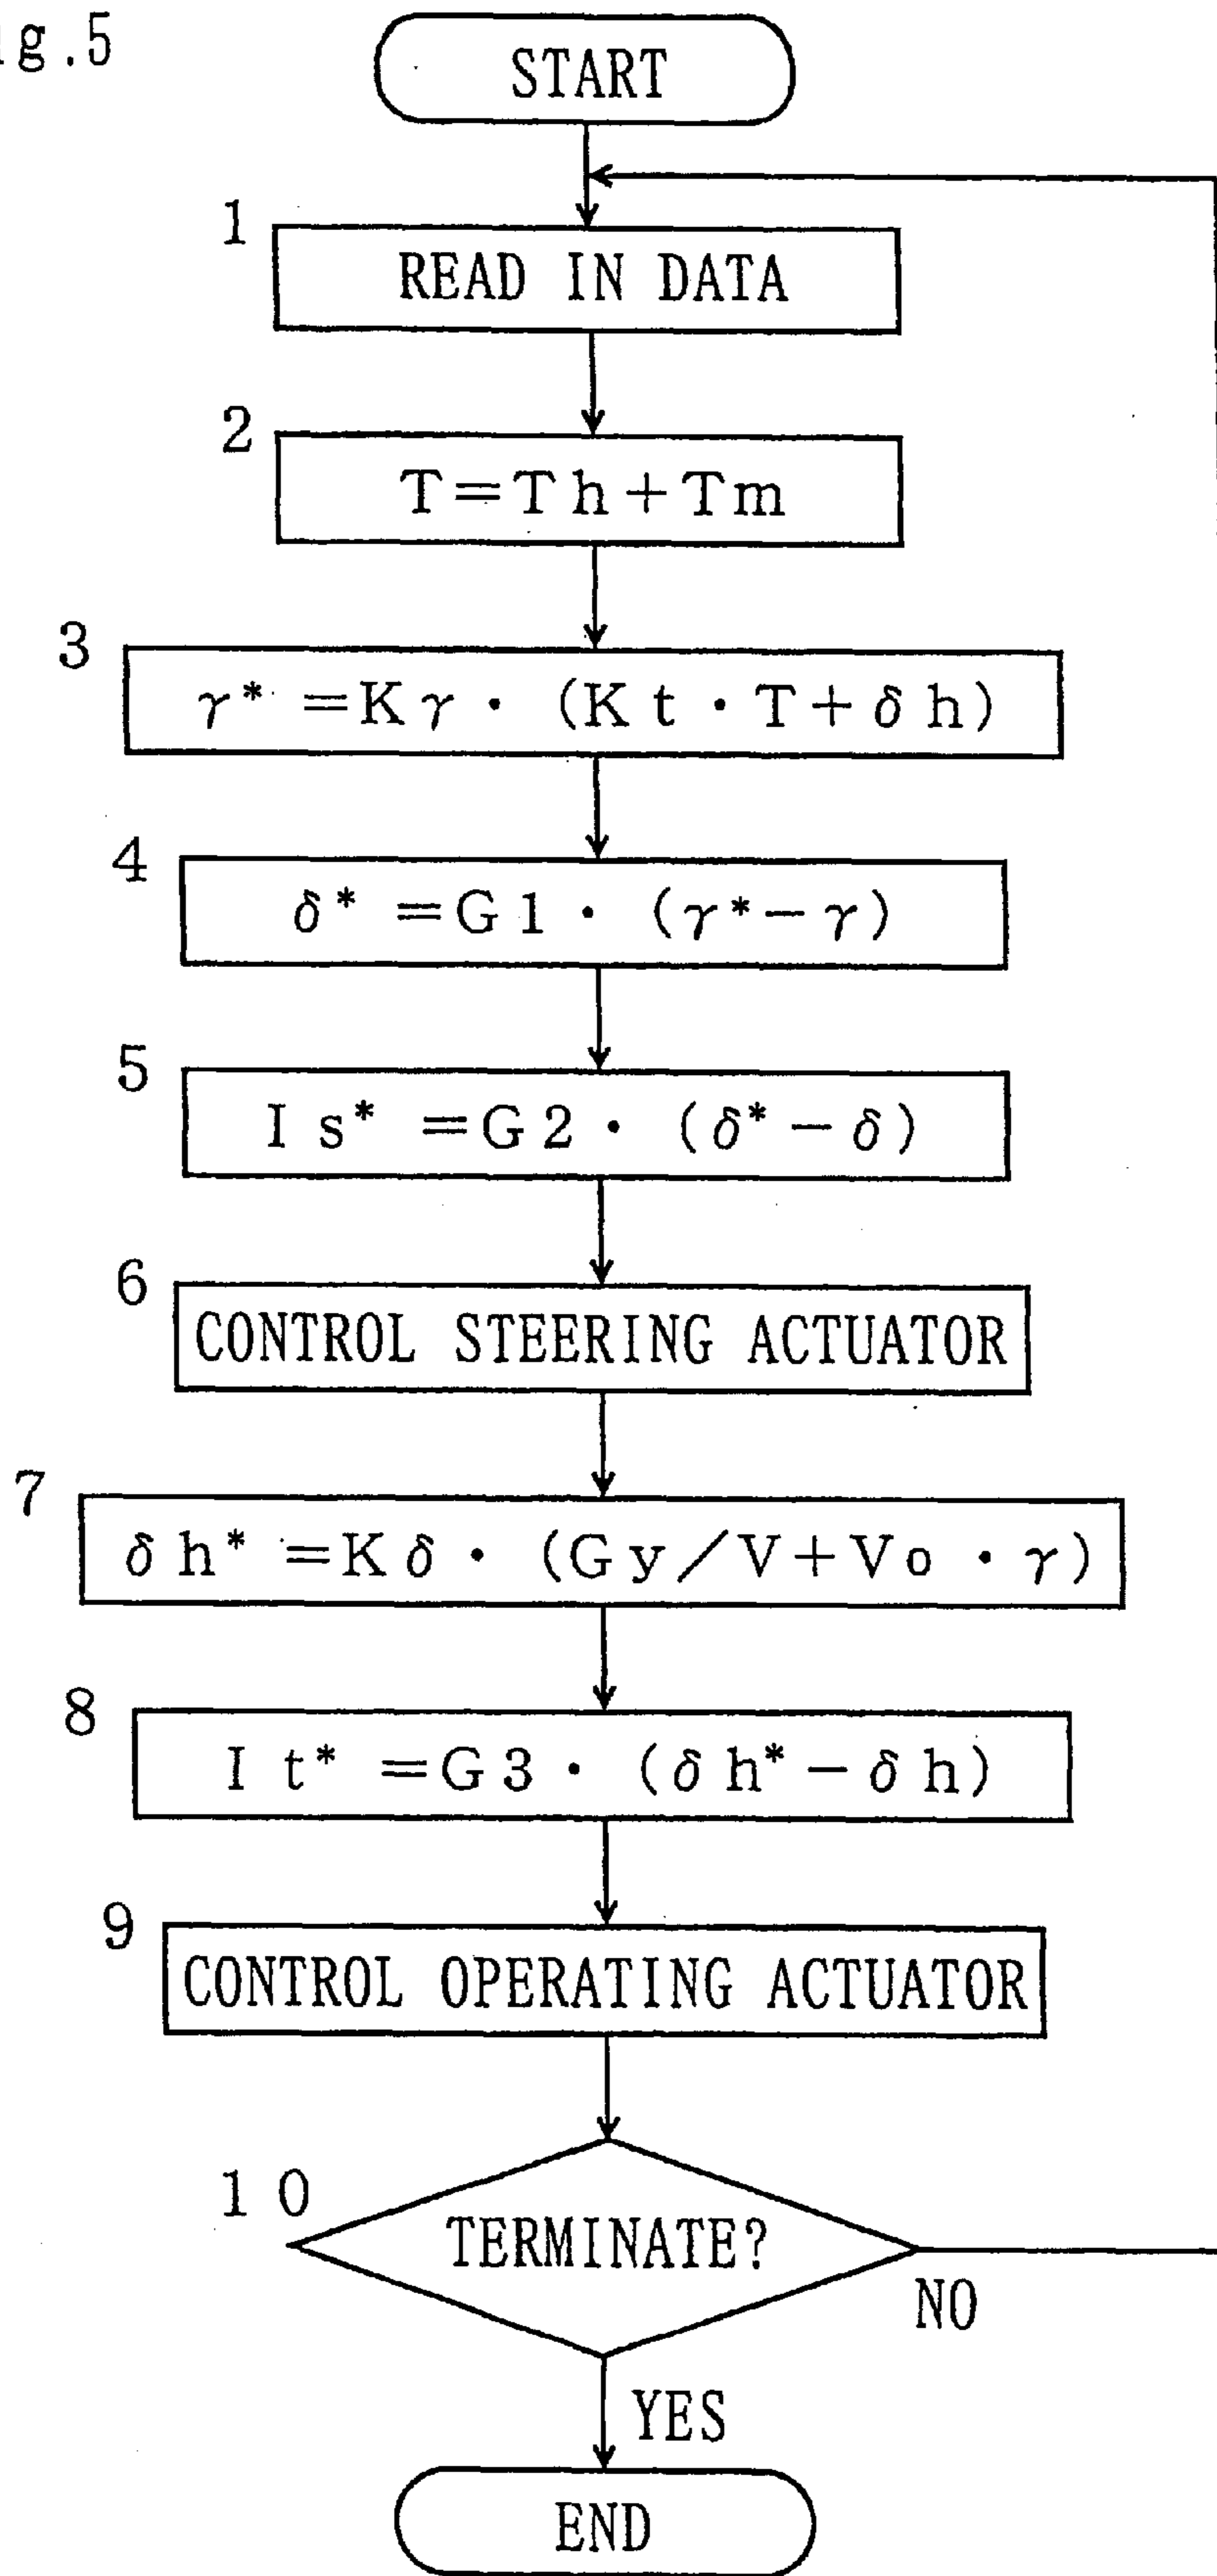 g.5
START
1
READ IN DATA
2
T=Th+Tm
3
γ*=Kγ・(Kt・T+δh)
4
δ*=G1・(γ*-γ)
5
Is*=G2・(δ*-δ)
6
CONTROL STEERING ACTUATOR
7
δh*=Kδ・(Gy/V+Vo・γ)
8
It*=G3・(δh*-δh)
9
CONTROL OPERATING ACTUATOR
10
TERMINATE?
NO
YES
END